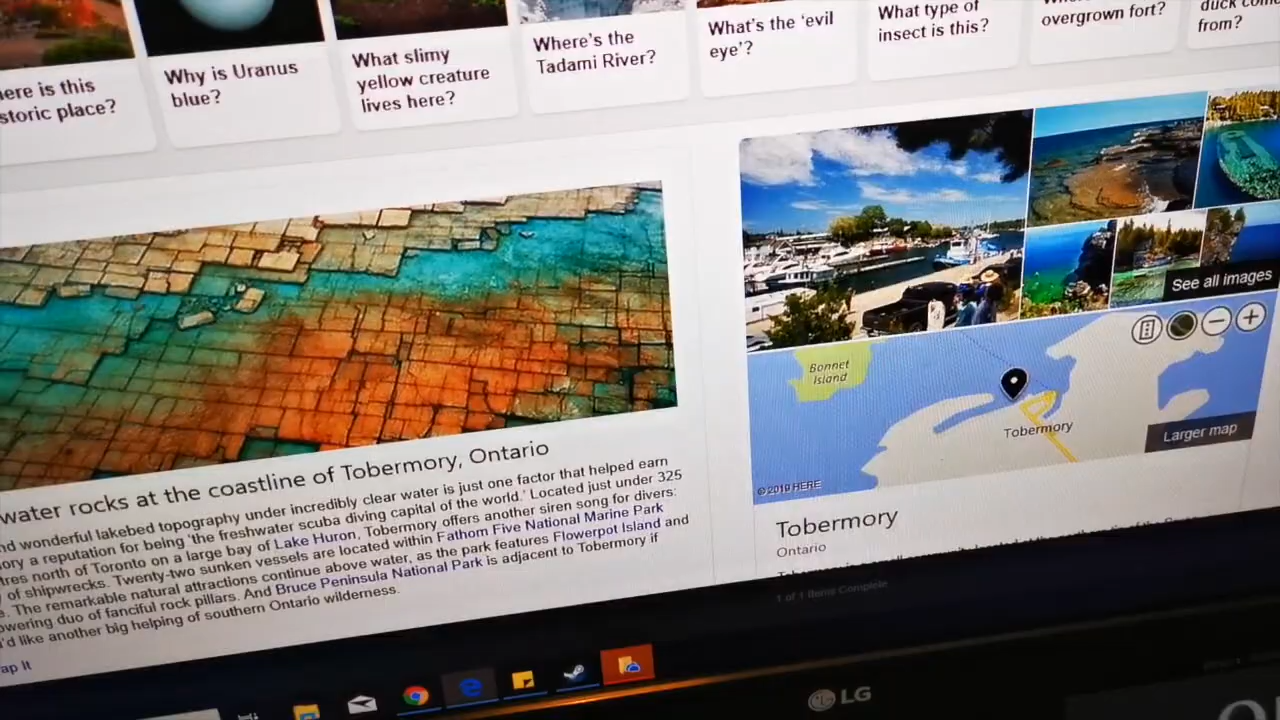 ere is this
storic place?
Why is Uranus
blue?
What slimy
yellow creature
lives here?
Where's the
Tadami River?
What's the 'evil
eye'?
What type of
insect is this?
overgrown fort?
duck come
from?
See all images
Bonnet
Island
Tobermory
Larger map
© 2019 HERE
water rocks at the coastline of Tobermory, Ontario
nd wonderful lakebed topography under incredibly clear water is just one factor that helped earn
ory a reputation for being 'the freshwater scuba diving capital of the world.' Located just under 325
tres north of Toronto on a large bay of Lake Huron, Tobermory offers another siren song for divers:
of shipwrecks. Twenty-two sunken vessels are located within Fathom Five National Marine Park
e. The remarkable natural attractions continue above water, as the park features Flowerpot Island and
owering duo of fanciful rock pillars. And Bruce Peninsula National Park is adjacent to Tobermory if
'd like another big helping of southern Ontario wilderness.
ap It
Tobermory
Ontario
1 of 1 Items Complete
LG